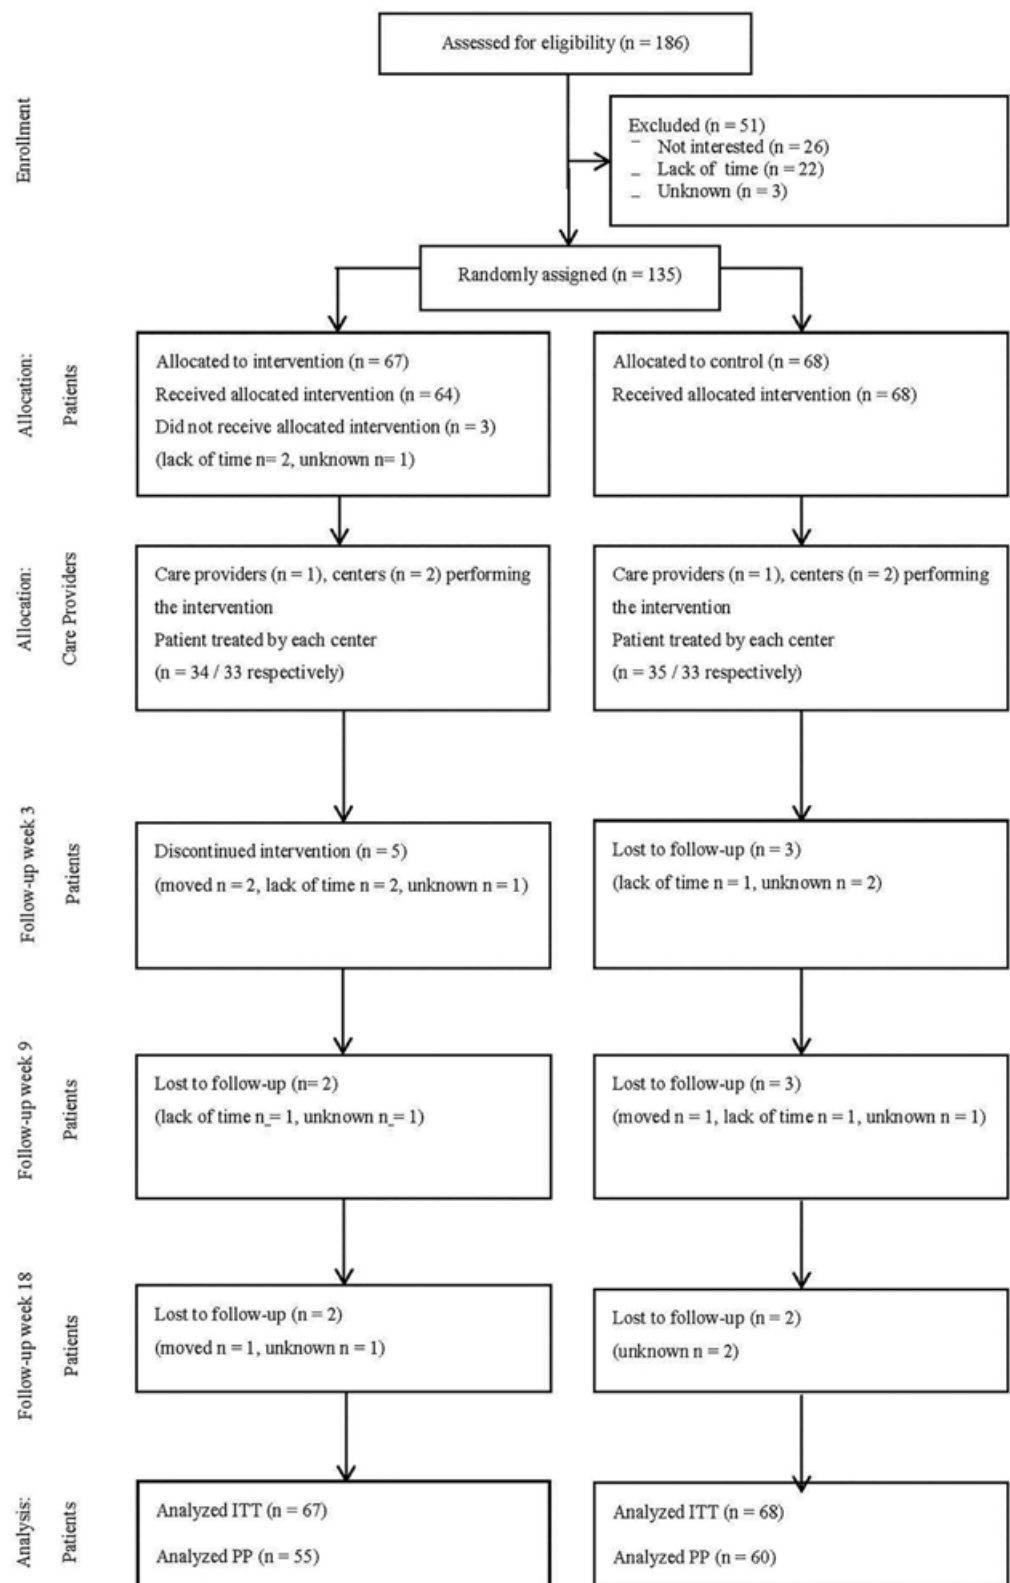 Assessed for eligibility (n = 186)
Enrollment
Excluded (n = 51)
– Not interested (n = 26)
– Lack of time (n = 22)
– Unknown (n = 3)
Randomly assigned (n = 135)
Allocation:
Patients
Allocated to intervention (n = 67)
Received allocated intervention (n = 64)
Did not receive allocated intervention (n = 3)
(lack of time n= 2, unknown n= 1)
Allocated to control (n = 68)
Received allocated intervention (n = 68)
Allocation:
Care Providers
Care providers (n = 1), centers (n = 2) performing
the intervention
Patient treated by each center
(n = 34 / 33 respectively)
Care providers (n = 1), centers (n = 2) performing
the intervention
Patient treated by each center
(n = 35 / 33 respectively)
Follow-up week 3
Patients
Discontinued intervention (n = 5)
(moved n = 2, lack of time n = 2, unknown n = 1)
Lost to follow-up (n = 3)
(lack of time n = 1, unknown n = 2)
Follow-up week 9
Patients
Lost to follow-up (n= 2)
(lack of time n_= 1, unknown n_= 1)
Lost to follow-up (n = 3)
(moved n = 1, lack of time n = 1, unknown n = 1)
Follow-up week 18
Patients
Lost to follow-up (n = 2)
(moved n = 1, unknown n = 1)
Lost to follow-up (n = 2)
(unknown n = 2)
Analysis:
Patients
Analyzed ITT (n = 67)
Analyzed PP (n = 55)
Analyzed ITT (n = 68)
Analyzed PP (n = 60)